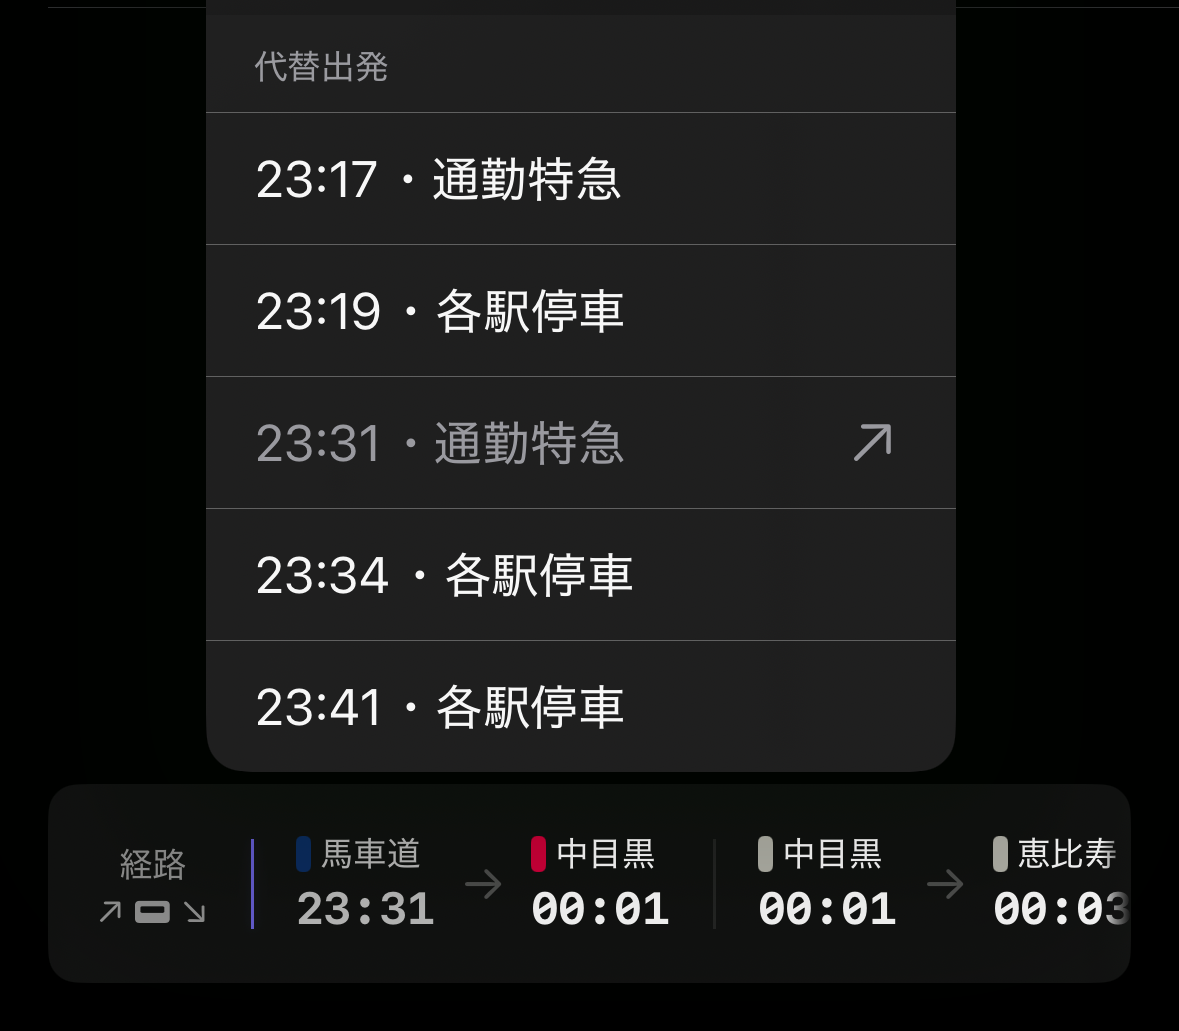 代替出発
23:17・通勤特急
23:19・各駅停車
23:31・通勤特急
23:34・各駅停車
23:41・各駅停車
経路
馬車道 中目黒 中目黒 恵比寿
23:31 00:01 00:01 00:03